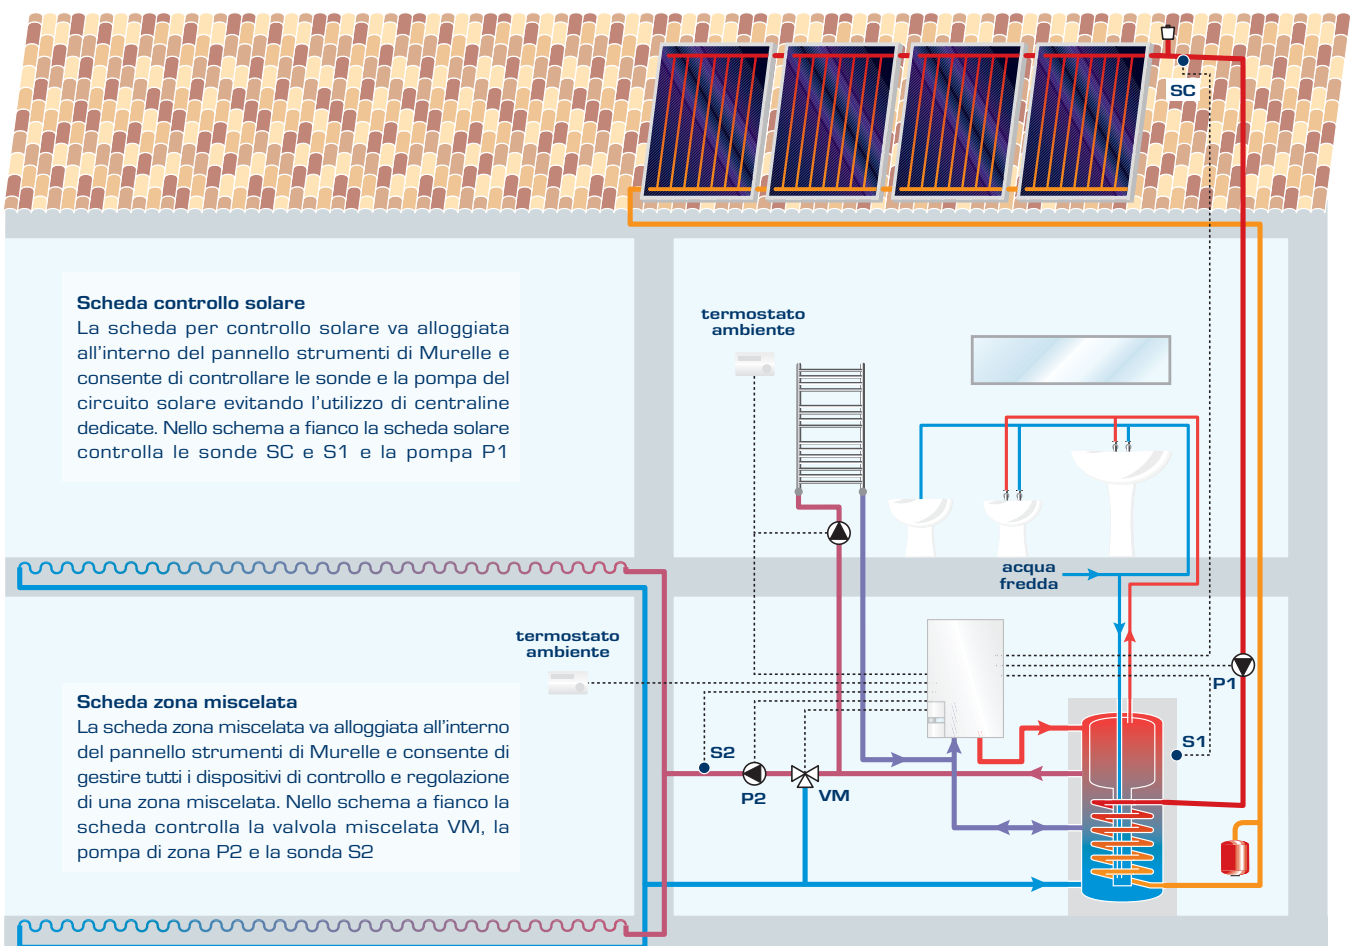 SC
Scheda controllo solare
La scheda per controllo solare va alloggiata
all'interno del pannello strumenti di Murelle e
consente di controllare le sonde e la pompa del
circuito solare evitando l'utilizzo di centraline
dedicate. Nello schema a fianco la scheda solare
controlla le sonde SC e S1 e la pompa P1
termostato
ambiente
acqua
fredda
termostato
ambiente
P1
Scheda zona miscelata
La scheda zona miscelata va alloggiata all'interno
del pannello strumenti di Murelle e consente di
gestire tutti i dispositivi di controllo e regolazione
di una zona miscelata. Nello schema a fianco la
scheda controlla la valvola miscelata VM, la
pompa di zona P2 e la sonda S2
S2
S1
P2
VM